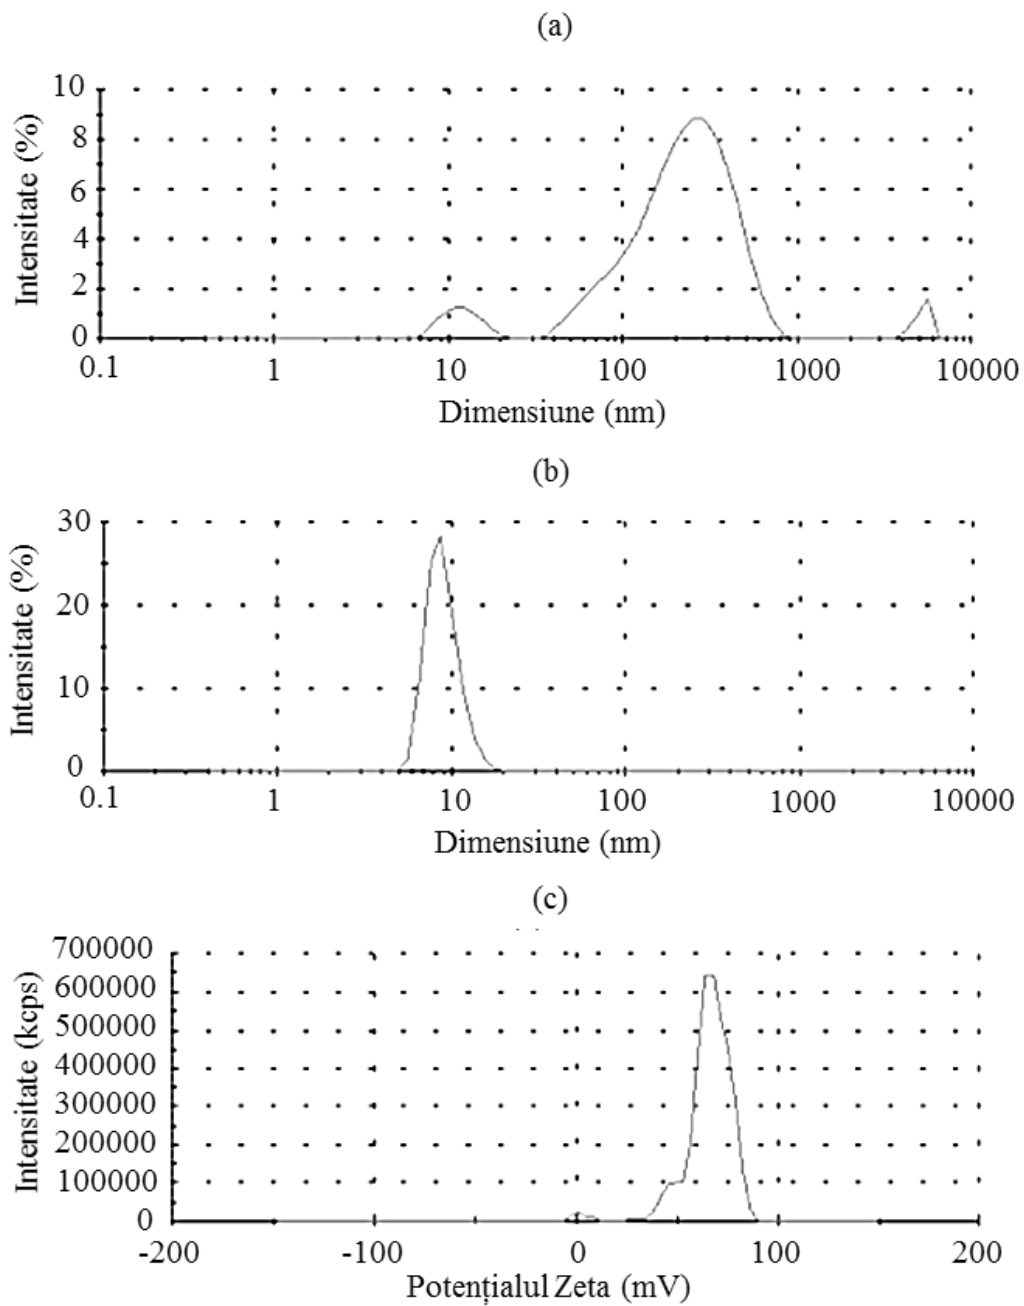 (a)
10
8
6
4
2
0
Intensitate (%)
0.1 1 10 100 1000 10000
Dimensiune (nm)
(b)
30
20
10
0
Intensitate (%)
0.1 1 10 100 1000 10000
Dimensiune (nm)
(c)
700000
600000
500000
400000
300000
200000
100000
0
Intensitate (kcps)
-200 -100 0 100 200
Potențialul Zeta (mV)